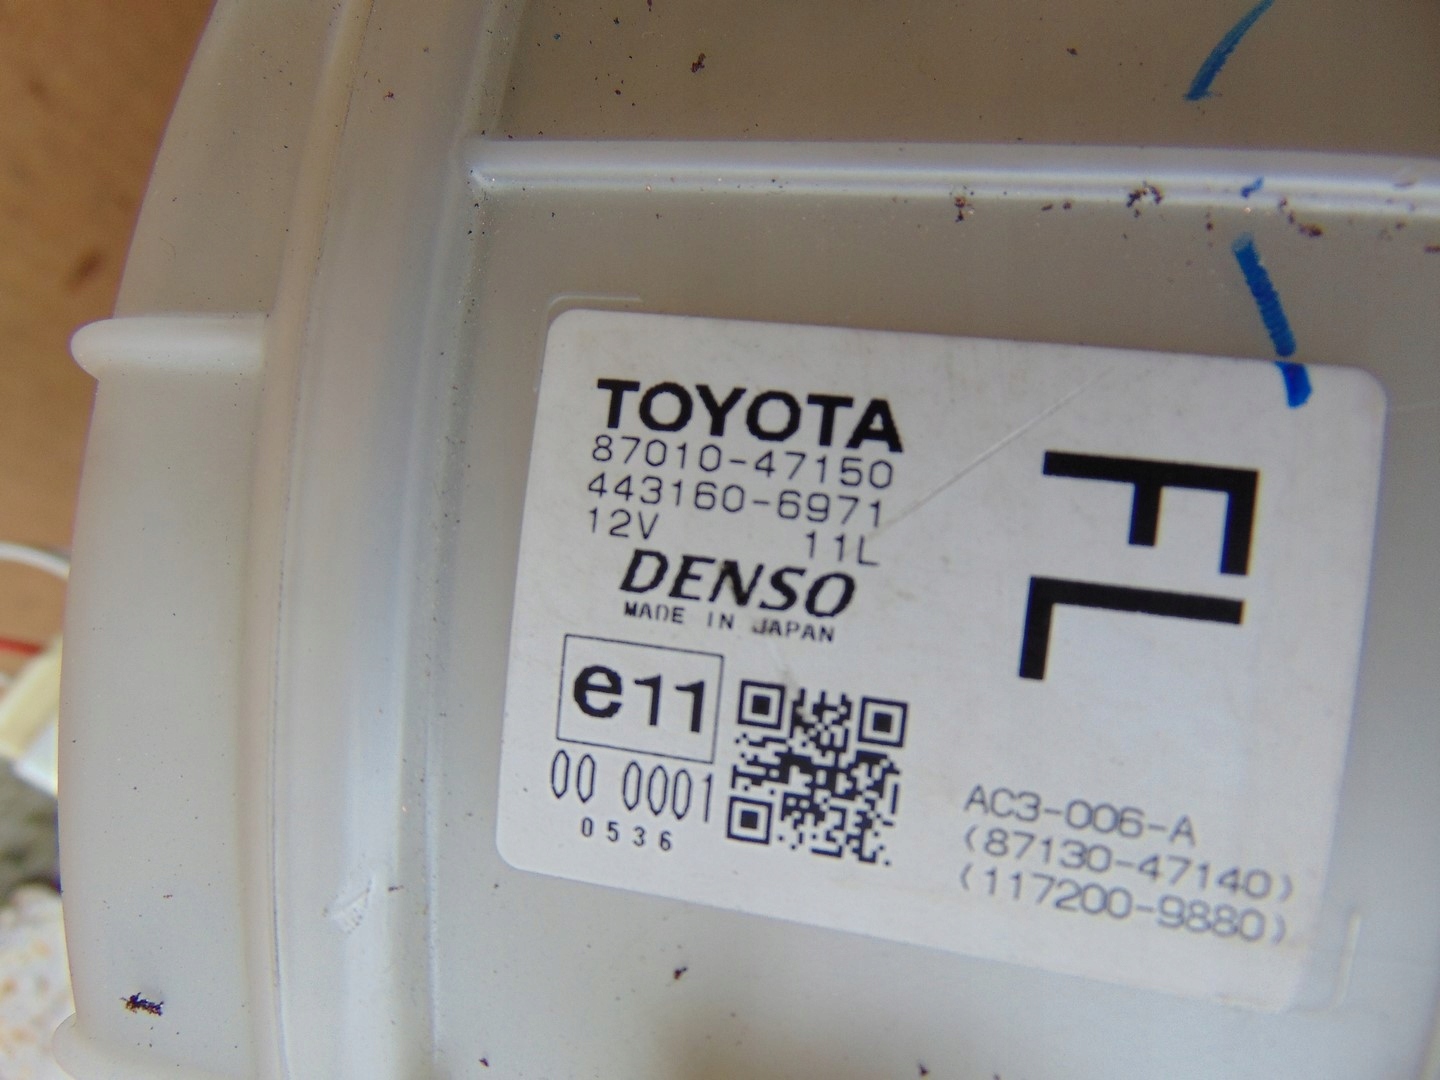 TOYOTA
87010-47150
443160-6971
12V 11L
DENSO
MADE IN JAPAN
e11
00 0001
0536
FL
AC3-006-A
(87130-47140)
(117200-9880)